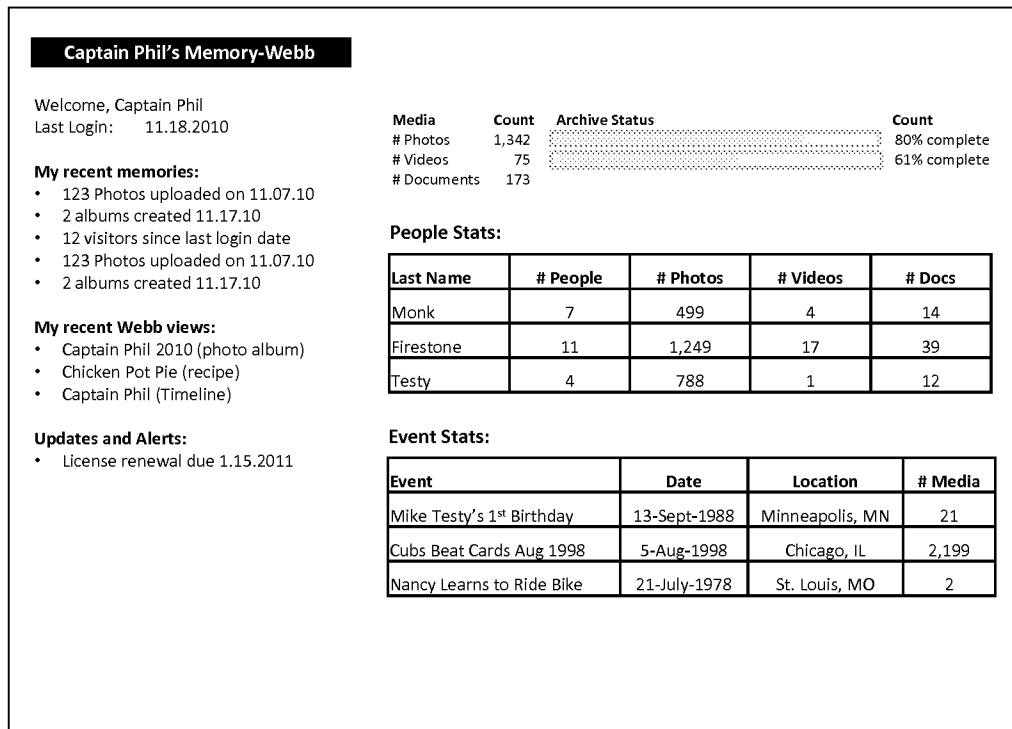 Captain Phil's Memory-Webb
Welcome, Captain Phil
Last Login: 11.18.2010
My recent memories:
• 123 Photos uploaded on 11.07.10
• 2 albums created 11.17.10
• 12 visitors since last login date
• 123 Photos uploaded on 11.07.10
• 2 albums created 11.17.10
My recent Webb views:
• Captain Phil 2010 (photo album)
• Chicken Pot Pie (recipe)
• Captain Phil (Timeline)
Updates and Alerts:
• License renewal due 1.15.2011
Media Count Archive Status Count
# Photos 1,342 80% complete
# Videos 75 61% complete
# Documents 173
People Stats:
Last Name # People # Photos # Videos # Docs
Monk 7 499 4 14
Firestone 11 1,249 17 39
Testy 4 788 1 12
Event Stats:
Event Date Location # Media
Mike Testy's 1st Birthday 13-Sept-1988 Minneapolis, MN 21
Cubs Beat Cards Aug 1998 5-Aug-1998 Chicago, IL 2,199
Nancy Learns to Ride Bike 21-July-1978 St. Louis, MO 2